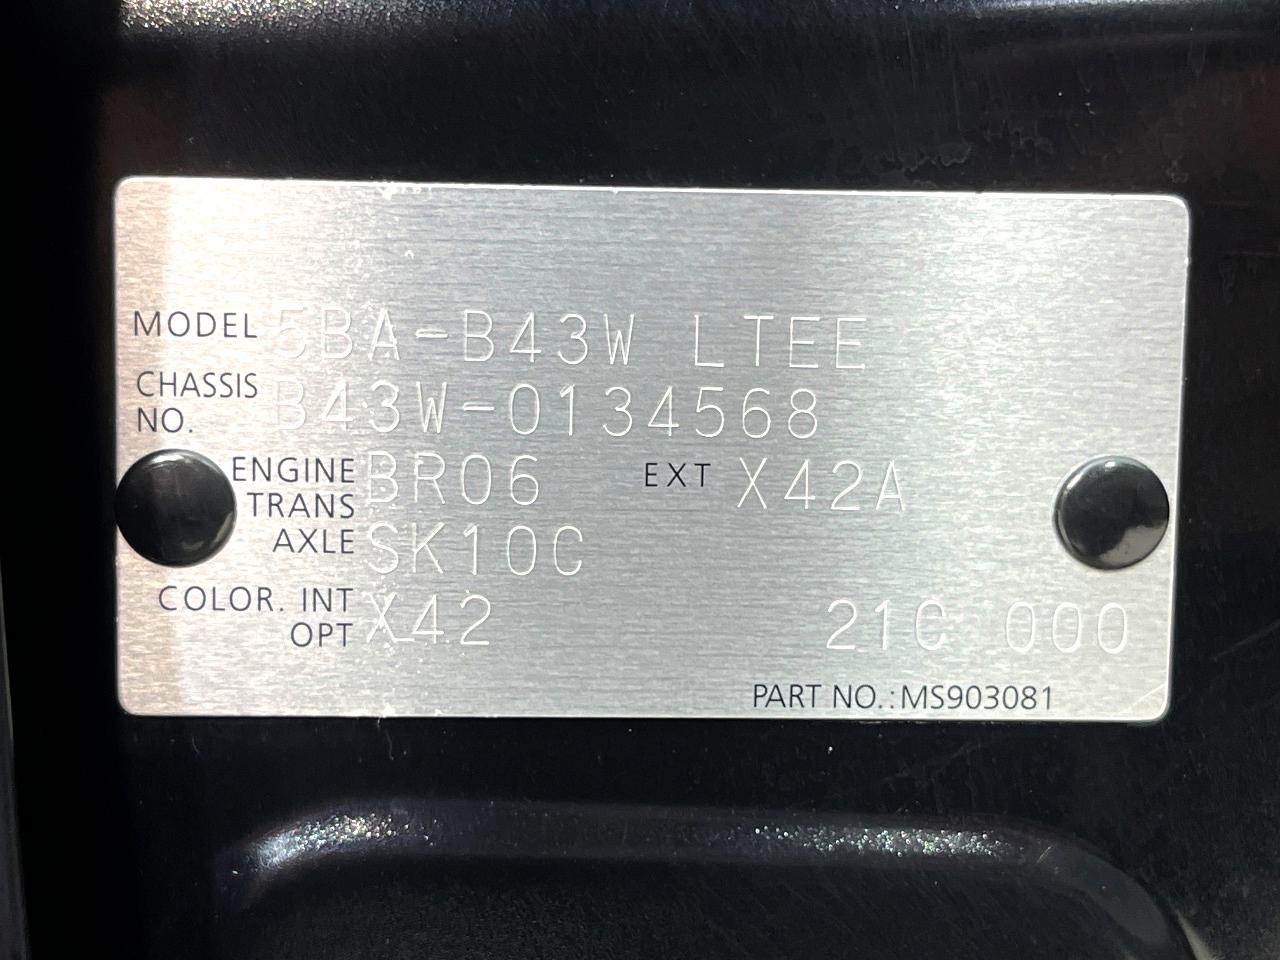 MODEL 5BA-B43W LTEE
CHASSIS NO. B43W-0134568
ENGINE BR06 EXT X42A
TRANS AXLE SK10C
COLOR. INT X42
OPT 21C 000
PART NO.:MS903081